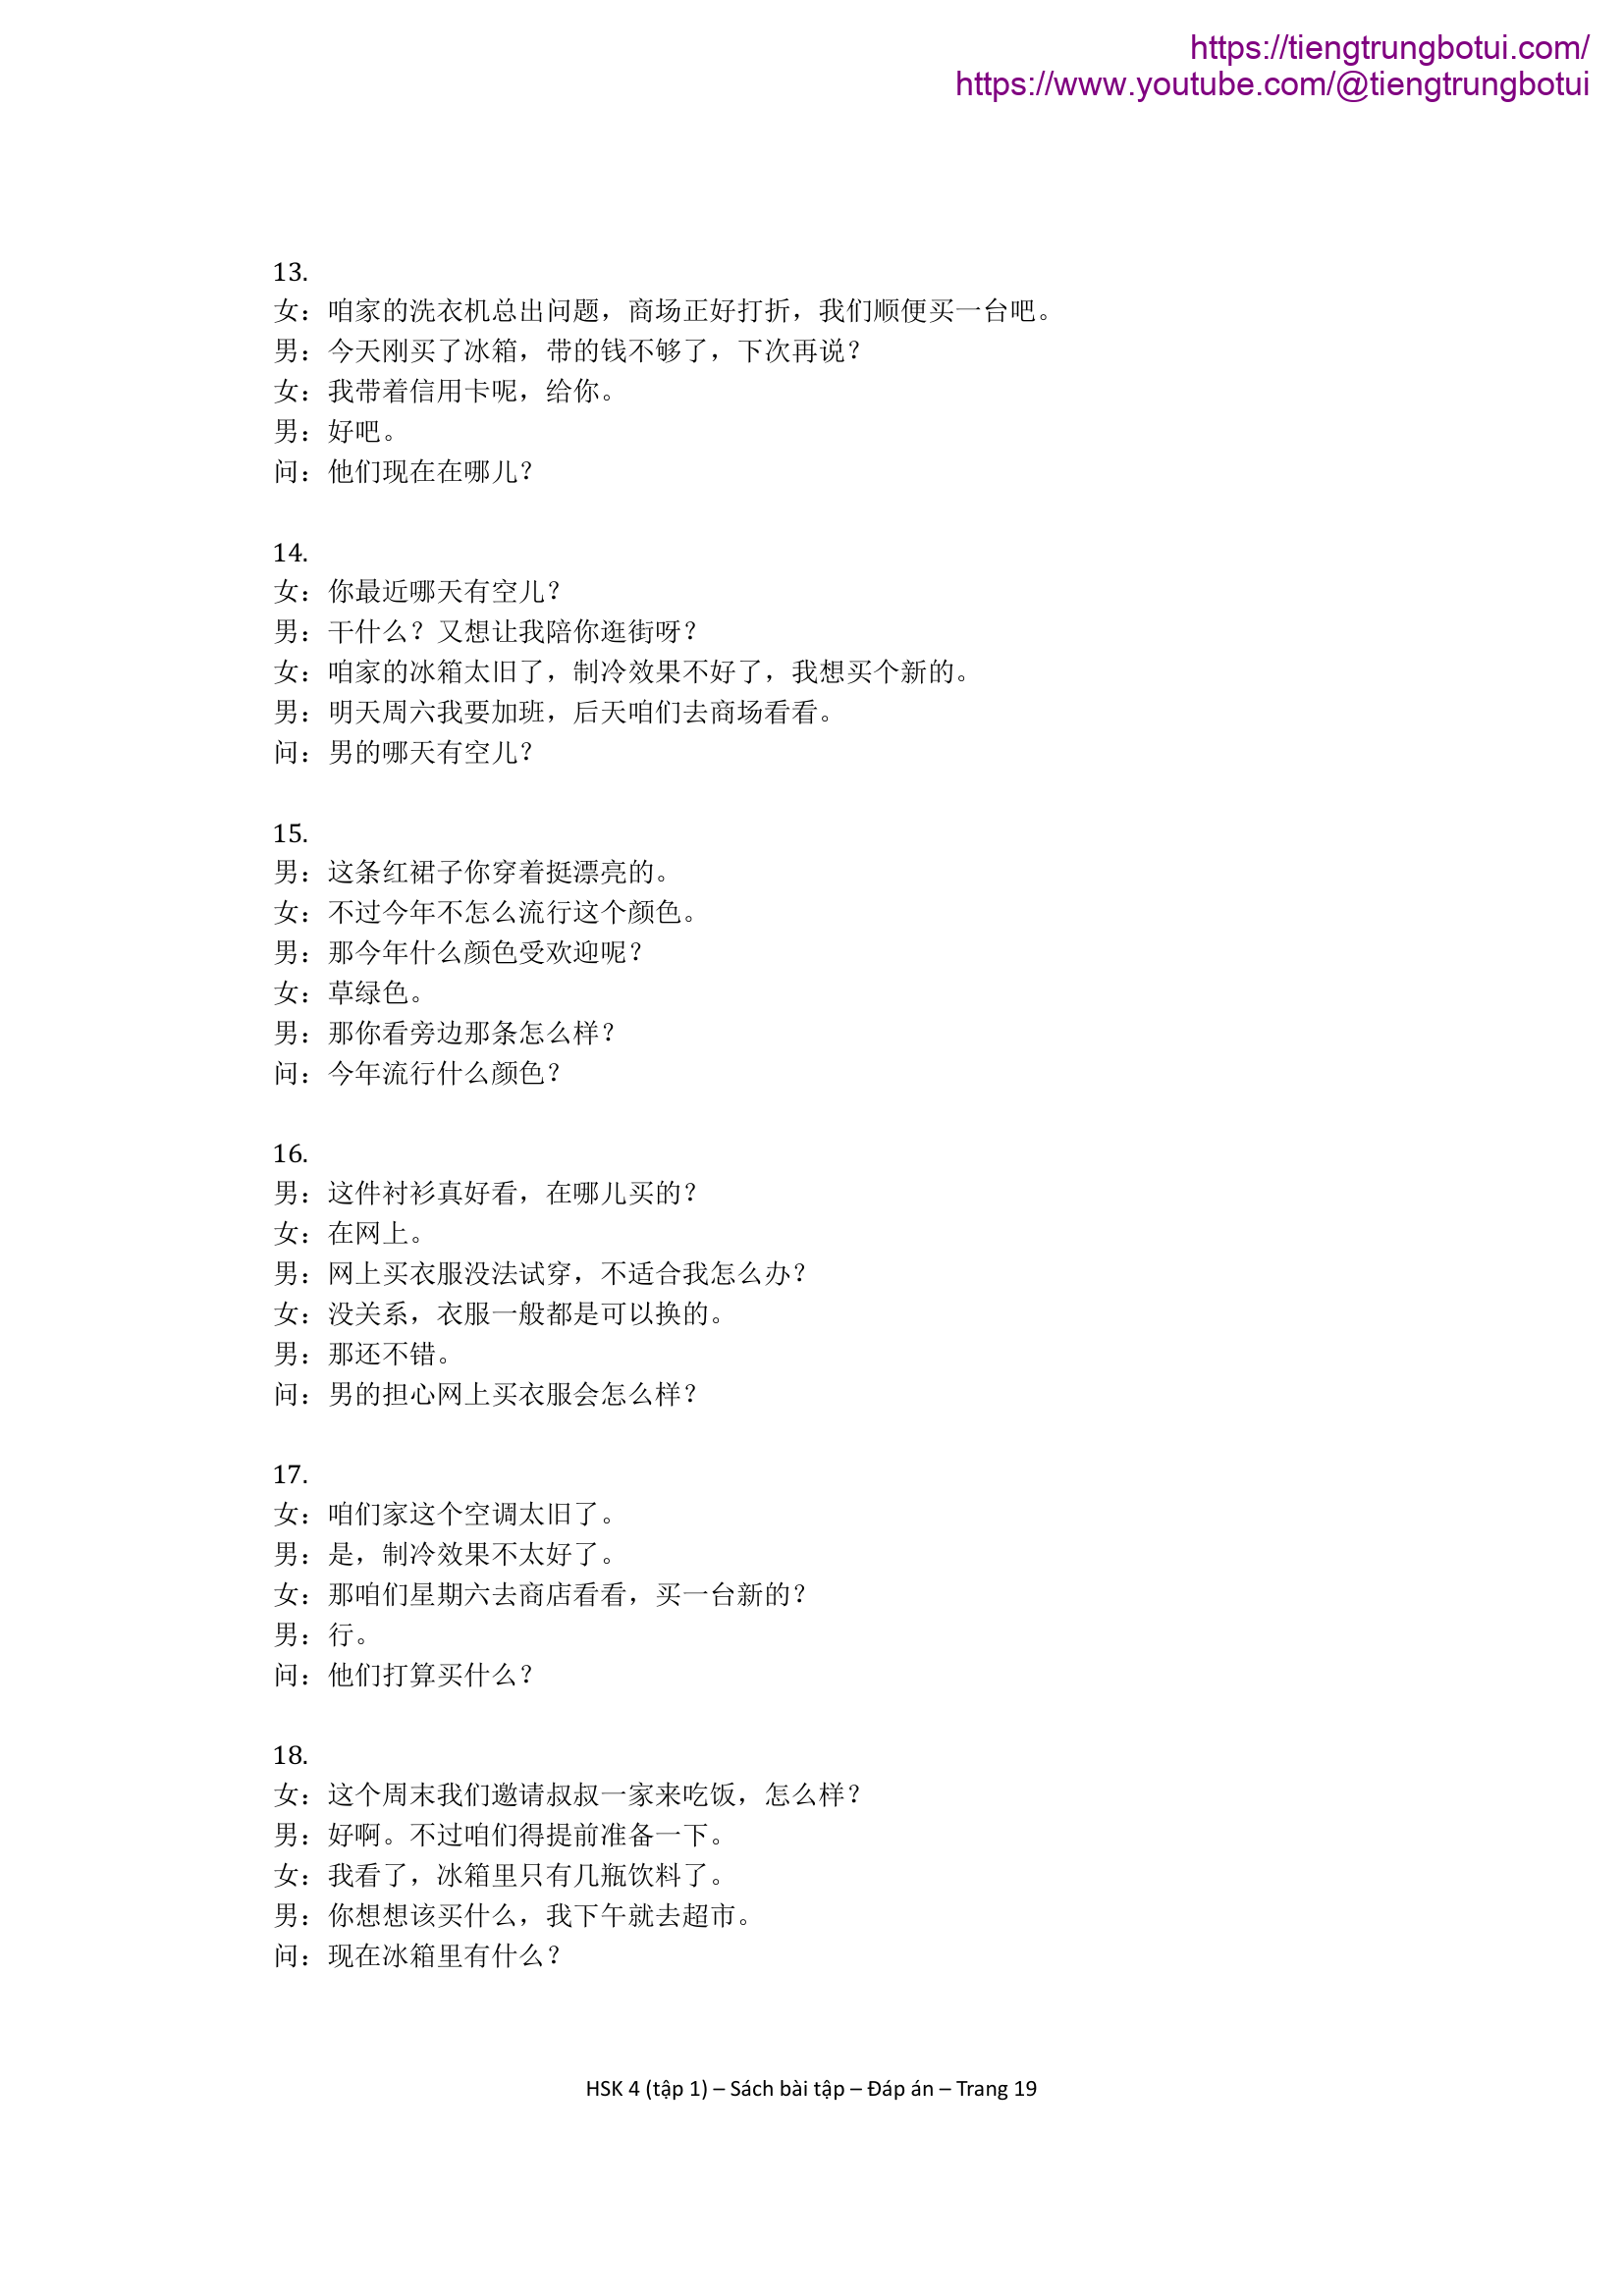 https://tiengtrungbotui.com/
https://www.youtube.com/@tiengtrungbotui
13.
女：咱家的洗衣机总出问题，商场正好打折，我们顺便买一台吧。
男：今天刚买了冰箱，带的钱不够了，下次再说？
女：我带着信用卡呢，给你。
男：好吧。
问：他们现在在哪儿？
14.
女：你最近哪天有空儿？
男：干什么？又想让我陪你逛街呀？
女：咱家的冰箱太旧了，制冷效果不好了，我想买个新的。
男：明天周六我要加班，后天咱们去商场看看。
问：男的哪天有空儿？
15.
男：这条红裙子你穿着挺漂亮的。
女：不过今年不怎么流行这个颜色。
男：那今年什么颜色受欢迎呢？
女：草绿色。
男：那你看旁边那条怎么样？
问：今年流行什么颜色？
16.
男：这件衬衫真好看，在哪儿买的？
女：在网上。
男：网上买衣服没法试穿，不适合我怎么办？
女：没关系，衣服一般都是可以换的。
男：那还不错。
问：男的担心网上买衣服会怎么样？
17.
女：咱们家这个空调太旧了。
男：是，制冷效果不太好了。
女：那咱们星期六去商店看看，买一台新的？
男：行。
问：他们打算买什么？
18.
女：这个周末我们邀请叔叔一家来吃饭，怎么样？
男：好啊。不过咱们得提前准备一下。
女：我看了，冰箱里只有几瓶饮料了。
男：你想想该买什么，我下午就去超市。
问：现在冰箱里有什么？
HSK 4 (tập 1) – Sách bài tập – Đáp án – Trang 19